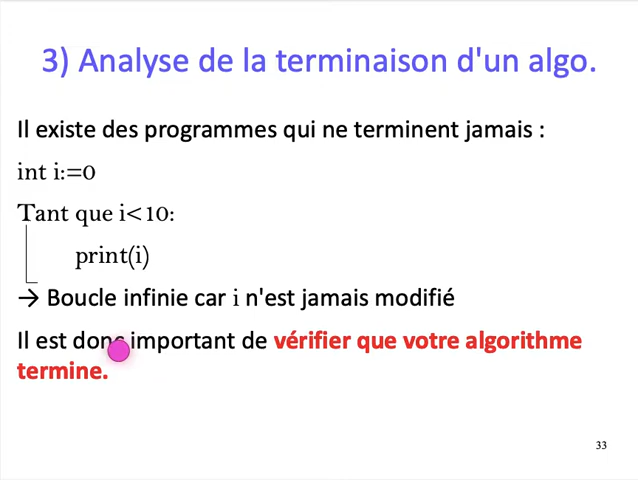 3) Analyse de la terminaison d'un algo.
Il existe des programmes qui ne terminent jamais :
int i:=0
Tant que i<10:
print(i)
→ Boucle infinie car i n'est jamais modifié
Il est donc important de vérifier que votre algorithme
termine.
33